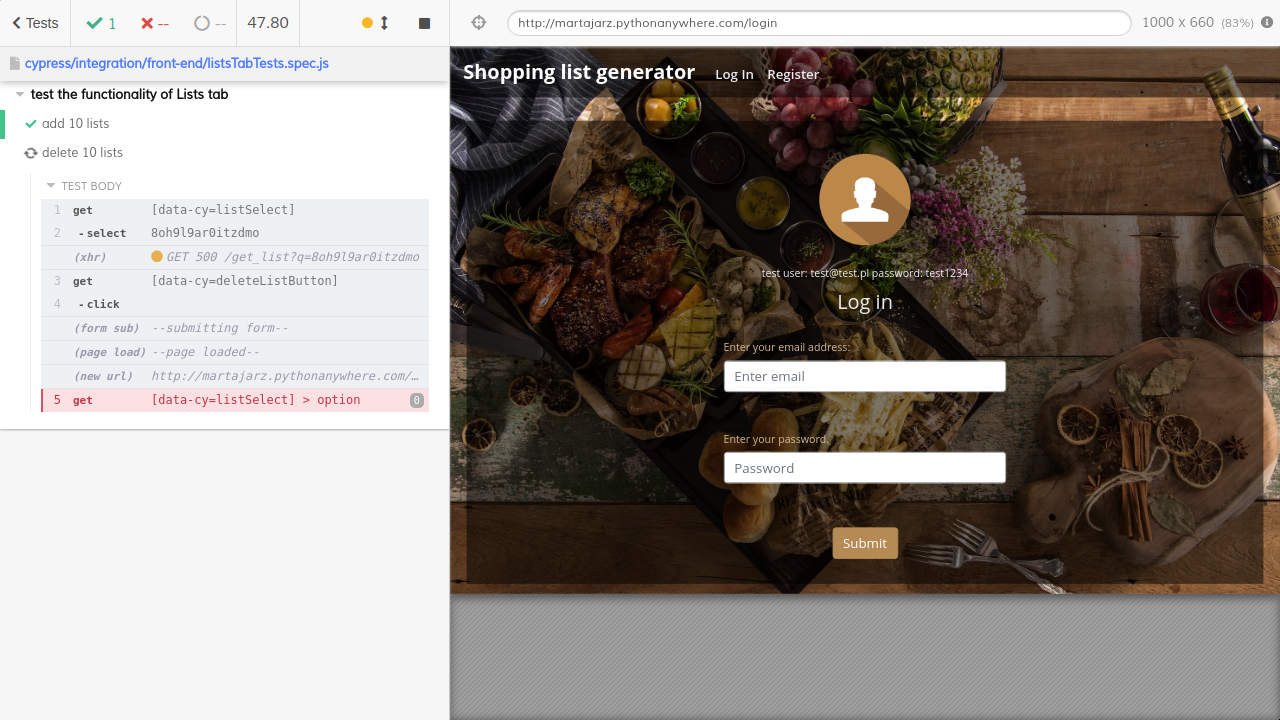 Tests
1
--
--
47.80
http://martajarz.pythonanywhere.com/login
1000 x 660 (83%)
cypress/integration/front-end/listsTabTests.spec.js
test the functionality of Lists tab
add 10 lists
delete 10 lists
TEST BODY
1 get [data-cy=listSelect]
2 -select 8oh9l9ar0itzdmo
(xhr) GET 500 /get_list?q=8oh9l9ar0itzdmo
3 get [data-cy=deleteListButton]
4 -click
(form sub) --submitting form--
(page load) --page loaded--
(new url) http://martajarz.pythonanywhere.com/…
5 get [data-cy=listSelect] > option 0
Shopping list generator Log In Register
test user: test@test.pl password: test1234
Log in
Enter your email address:
Enter email
Enter your password.
Password
Submit